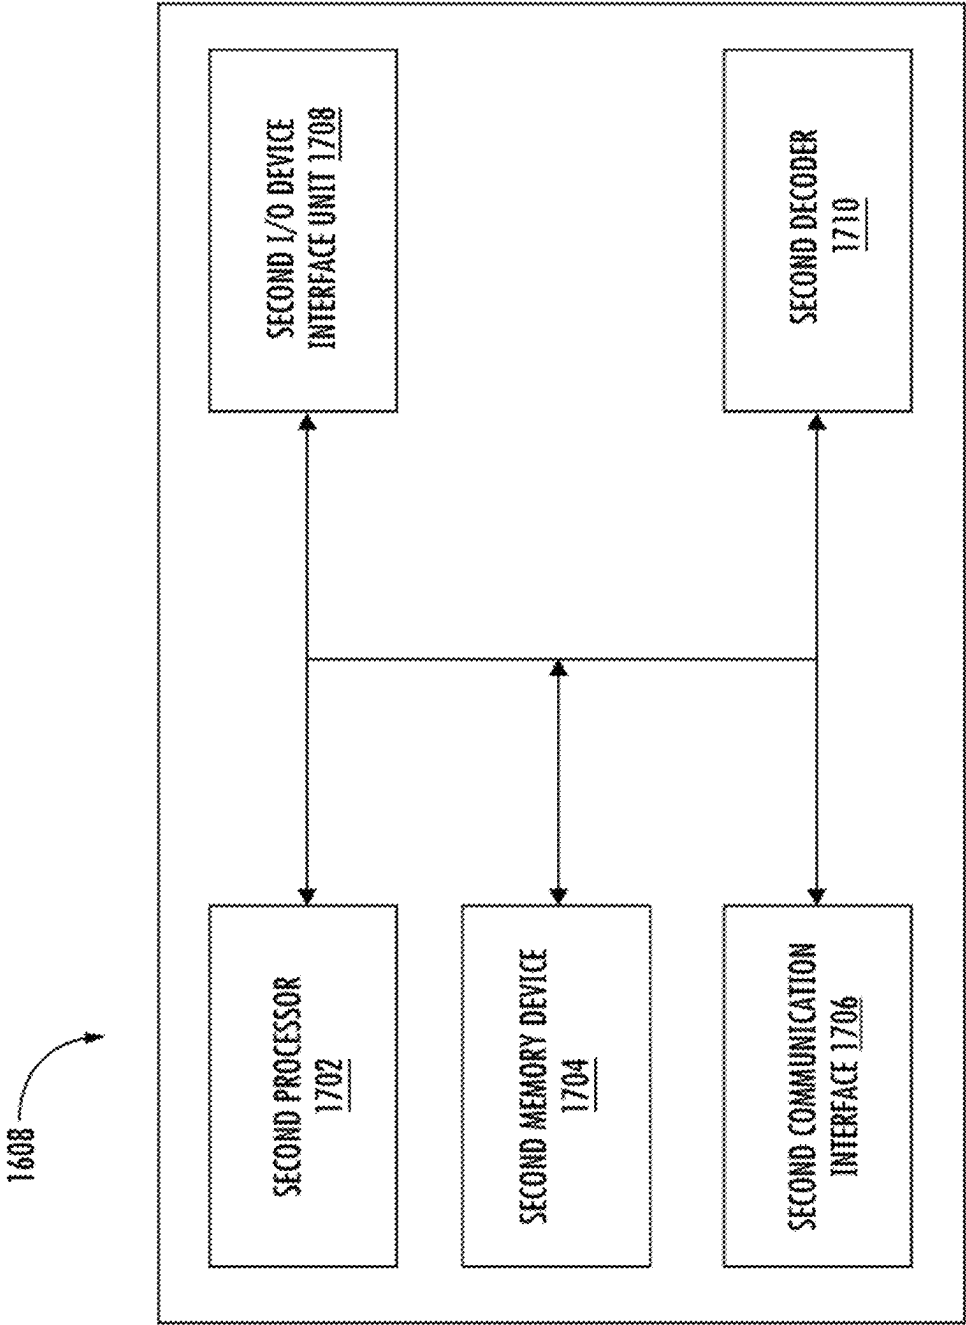 1608
SECOND PROCESSOR
1702
SECOND MEMORY DEVICE
1704
SECOND COMMUNICATION
INTERFACE 1706
SECOND I/O DEVICE
INTERFACE UNIT 1708
SECOND DECODER
1710